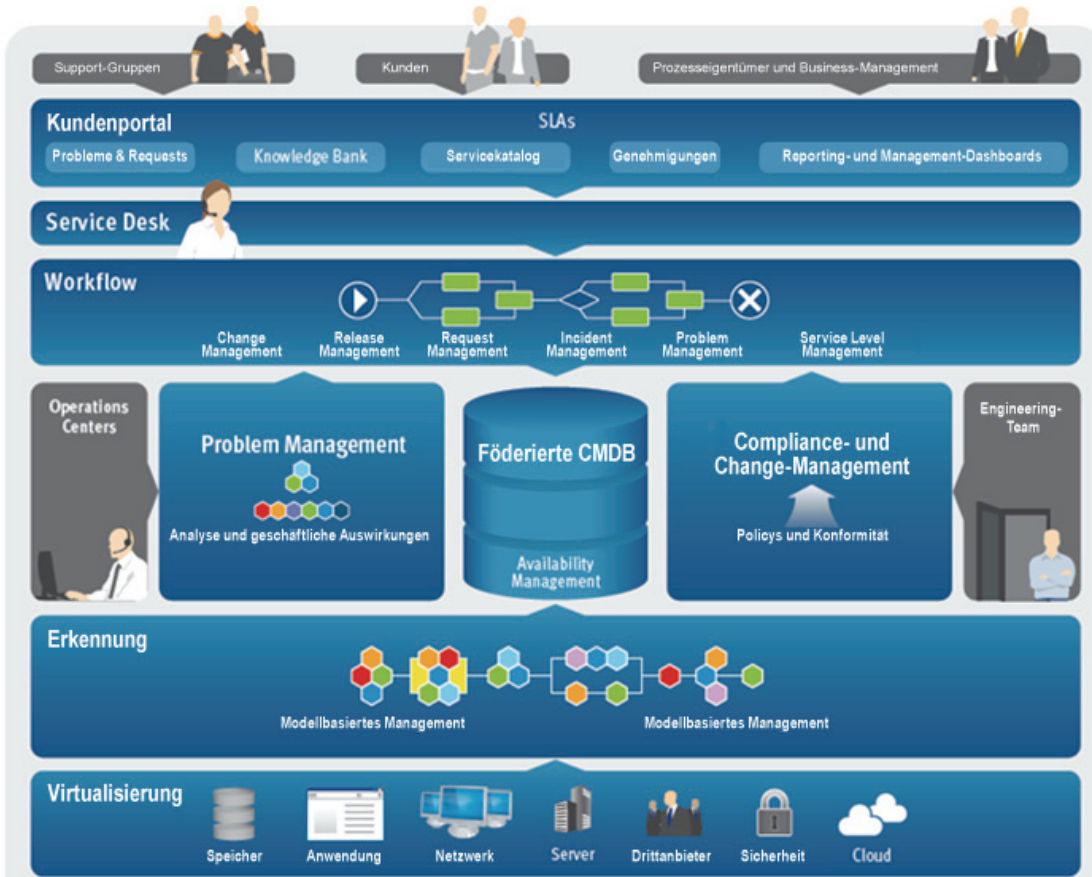 Support-Gruppen
Kunden
Prozesseigentümer und Business-Management
Kundenportal
SLAs
Probleme & Requests
Knowledge Bank
Servicekatalog
Genehmigungen
Reporting- und Management-Dashboards
Service Desk
Workflow
Change
Management
Release
Management
Request
Management
Incident
Management
Problem
Management
Service Level
Management
Operations
Centers
Problem Management
Analyse und geschäftliche Auswirkungen
Föderierte CMDB
Availability
Management
Compliance- und
Change-Management
Policys und Konformität
Engineering-
Team
Erkennung
Modellbasiertes Management
Modellbasiertes Management
Virtualisierung
Speicher
Anwendung
Netzwerk
Server
Drittanbieter
Sicherheit
Cloud